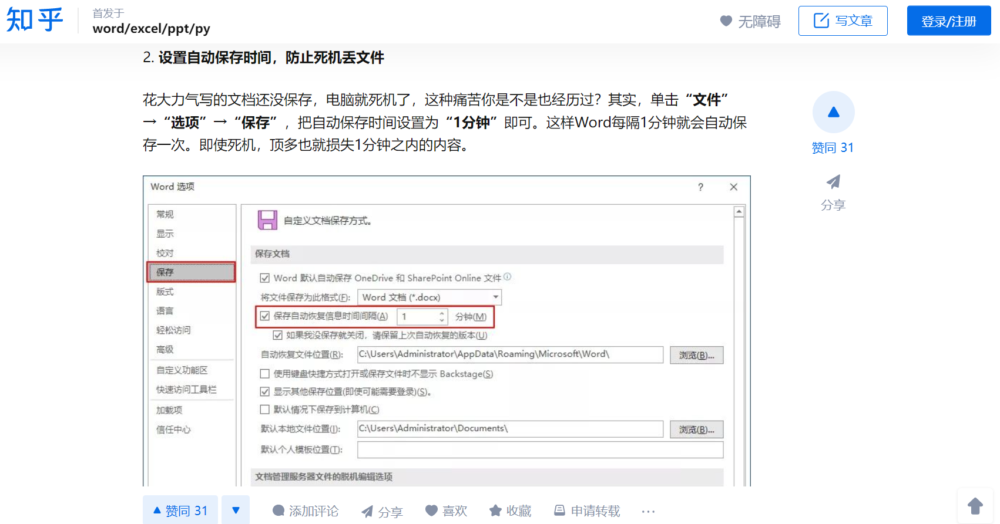 知乎
首发于
word/excel/ppt/py
无障碍
写文章
登录/注册
2. 设置自动保存时间，防止死机丢文件
花大力气写的文档还没保存，电脑就死机了，这种痛苦你是不是也经历过？其实，单击“文件”
→“选项”→“保存”，把自动保存时间设置为“1分钟”即可。这样Word每隔1分钟就会自动保
存一次。即使死机，顶多也就损失1分钟之内的内容。
赞同 31
分享
Word 选项
?
常规
显示
校对
保存
版式
语言
轻松访问
高级
自定义功能区
快速访问工具栏
加载项
信任中心
自定义文档保存方式。
保存文档
Word 默认自动保存 OneDrive 和 SharePoint Online 文件
将文件保存为此格式(F): Word 文档 (*.docx)
保存自动恢复信息时间间隔(A) 1 分钟(M)
如果我没保存就关闭，请保留上次自动恢复的版本(U)
自动恢复文件位置(R): C:\Users\Administrator\AppData\Roaming\Microsoft\Word\ 浏览(B)...
使用键盘快捷方式打开或保存文件时不显示 Backstage(S)
显示其他保存位置(即使可能需要登录)(S)。
默认情况下保存到计算机(C)
默认本地文件位置(I): C:\Users\Administrator\Documents\ 浏览(B)...
默认个人模板位置(T):
文档管理服务器文件的脱机编辑选项
赞同 31 添加评论 分享 喜欢 收藏 申请转载 ···